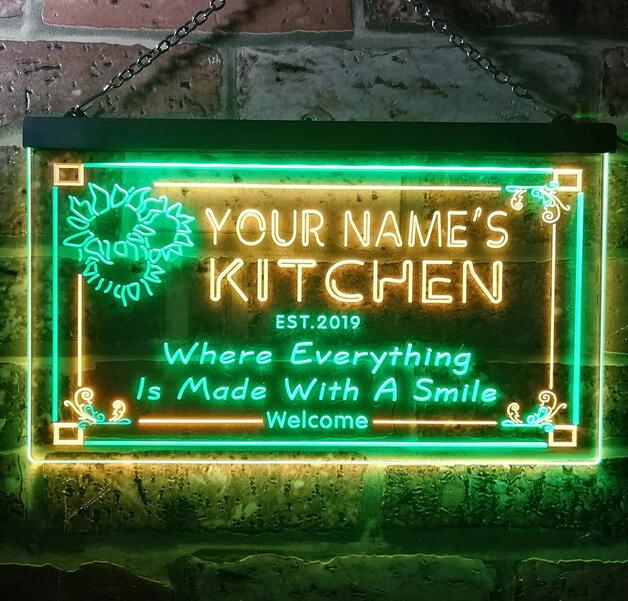 YOUR NAME'S
KITCHEN
EST.2019
Where Everything
Is Made With A Smile
Welcome